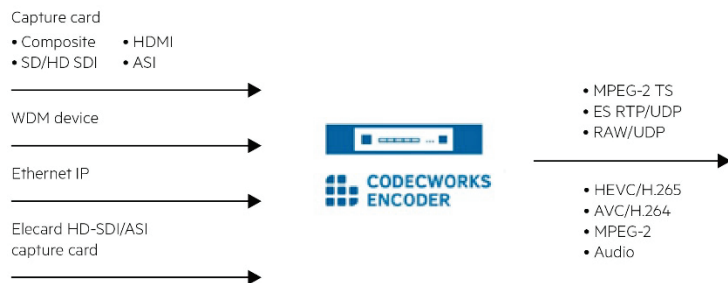 Capture card
• Composite • HDMI
• SD/HD SDI • ASI
WDM device
Ethernet IP
Elecard HD-SDI/ASI
capture card
CODECWORKS
ENCODER
• MPEG-2 TS
• ES RTP/UDP
• RAW/UDP
• HEVC/H.265
• AVC/H.264
• MPEG-2
• Audio